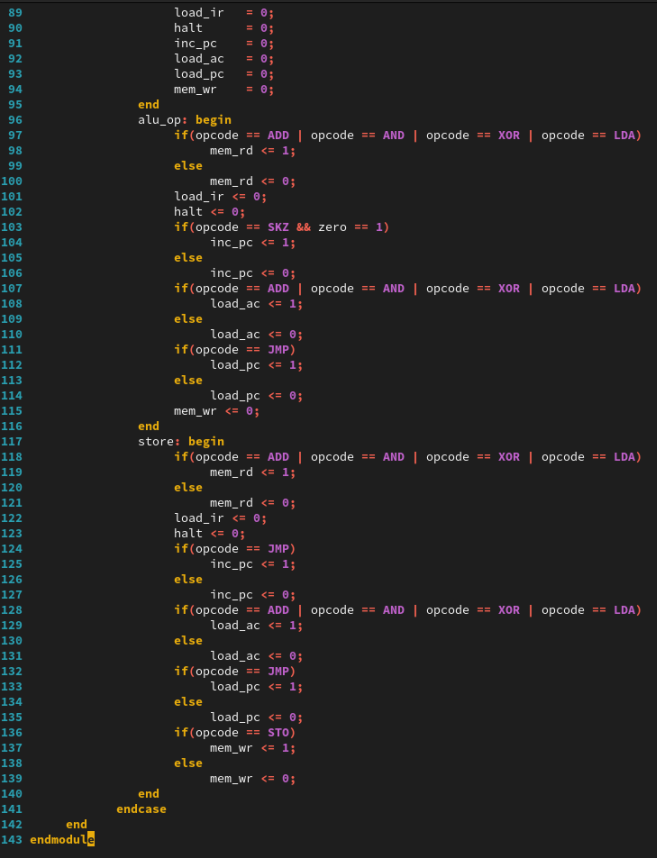 89 load_ir   = 0;
90 halt      = 0;
91 inc_pc    = 0;
92 load_ac   = 0;
93 load_pc   = 0;
94 mem_wr    = 0;
95 end
96 alu_op: begin
97 if(opcode == ADD | opcode == AND | opcode == XOR | opcode == LDA)
98 mem_rd <= 1;
99 else
100 mem_rd <= 0;
101 load_ir <= 0;
102 halt <= 0;
103 if(opcode == SKZ && zero == 1)
104 inc_pc <= 1;
105 else
106 inc_pc <= 0;
107 if(opcode == ADD | opcode == AND | opcode == XOR | opcode == LDA)
108 load_ac <= 1;
109 else
110 load_ac <= 0;
111 if(opcode == JMP)
112 load_pc <= 1;
113 else
114 load_pc <= 0;
115 mem_wr <= 0;
116 end
117 store: begin
118 if(opcode == ADD | opcode == AND | opcode == XOR | opcode == LDA)
119 mem_rd <= 1;
120 else
121 mem_rd <= 0;
122 load_ir <= 0;
123 halt <= 0;
124 if(opcode == JMP)
125 inc_pc <= 1;
126 else
127 inc_pc <= 0;
128 if(opcode == ADD | opcode == AND | opcode == XOR | opcode == LDA)
129 load_ac <= 1;
130 else
131 load_ac <= 0;
132 if(opcode == JMP)
133 load_pc <= 1;
134 else
135 load_pc <= 0;
136 if(opcode == STO)
137 mem_wr <= 1;
138 else
139 mem_wr <= 0;
140 end
141 endcase
142 end
143 endmodule